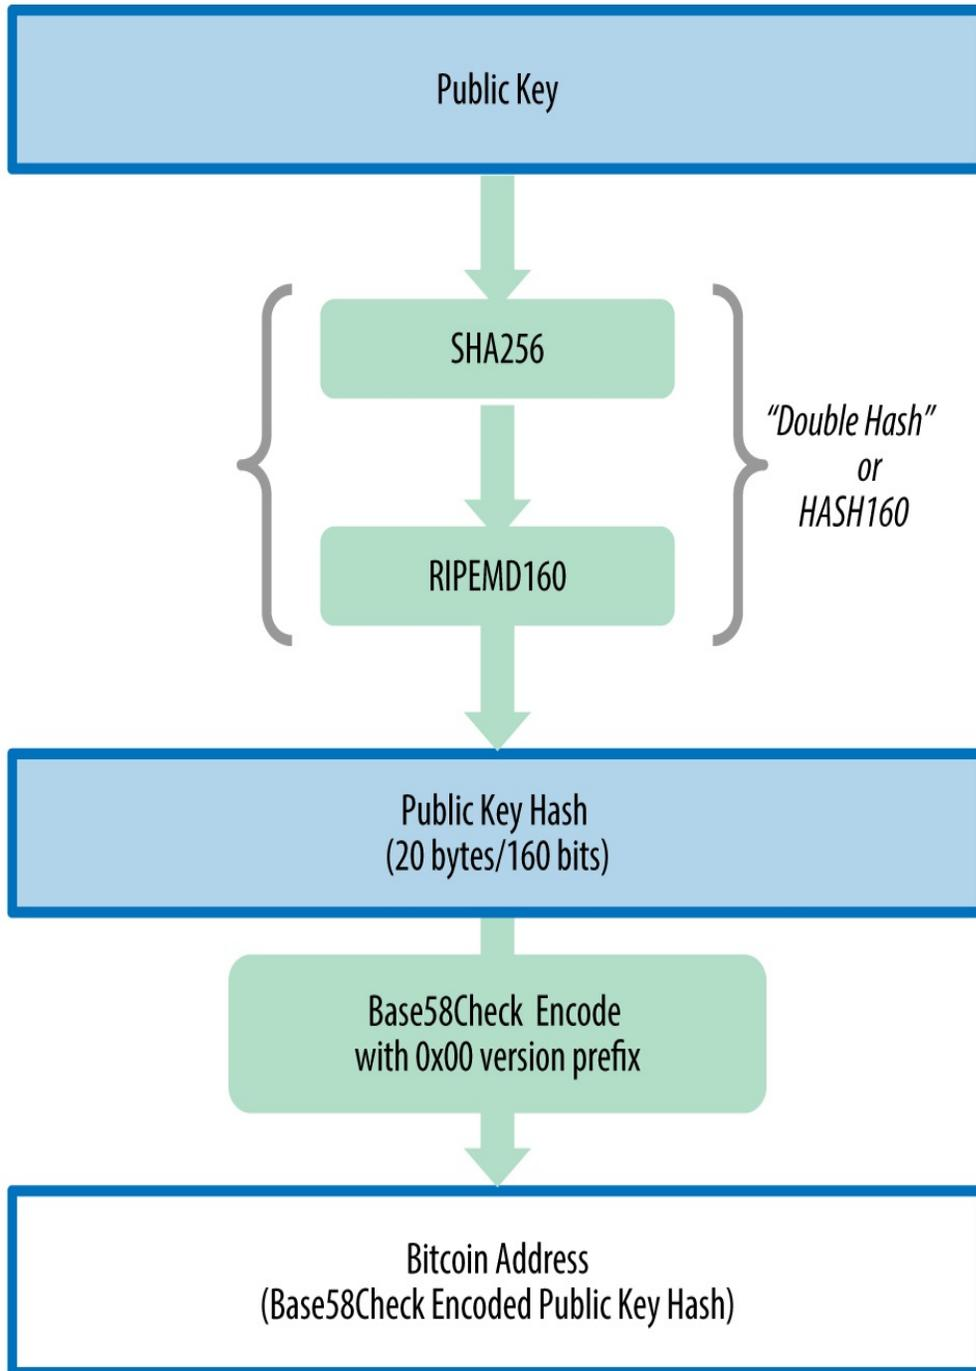 Public Key
SHA256
“Double Hash”
or
HASH160
RIPEMD160
Public Key Hash
(20 bytes/160 bits)
Base58Check Encode
with 0x00 version prefix
Bitcoin Address
(Base58Check Encoded Public Key Hash)